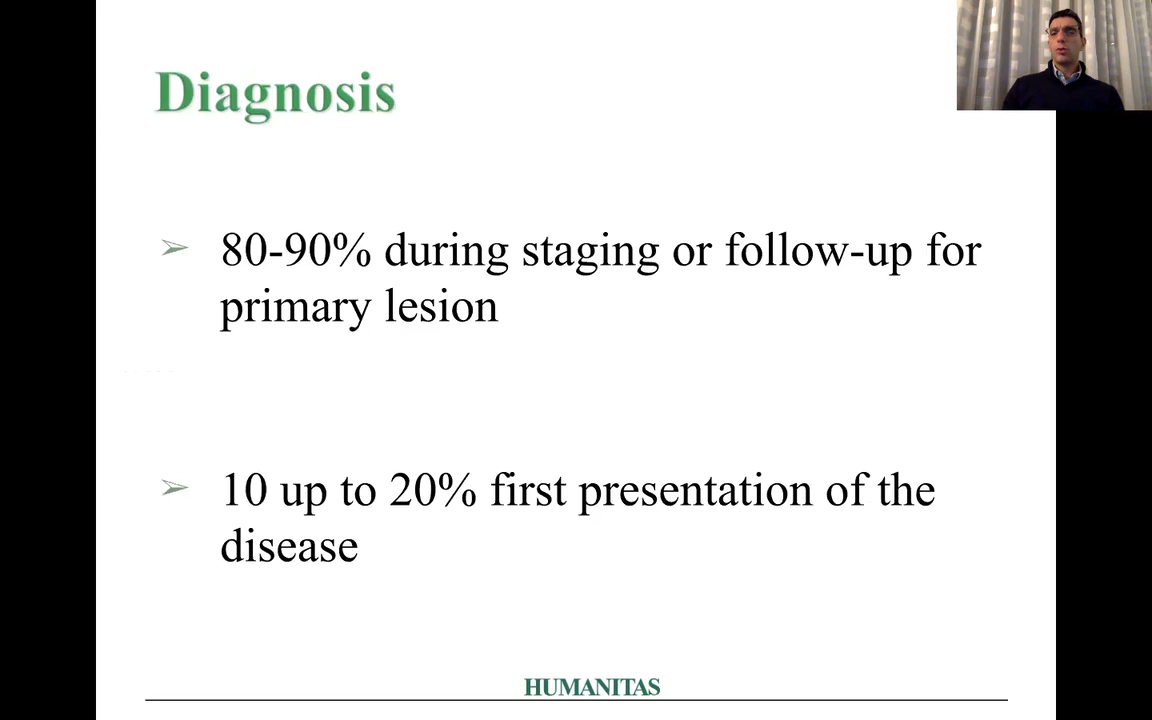 Diagnosis
80-90% during staging or follow-up for
primary lesion
10 up to 20% first presentation of the
disease
HUMANITAS